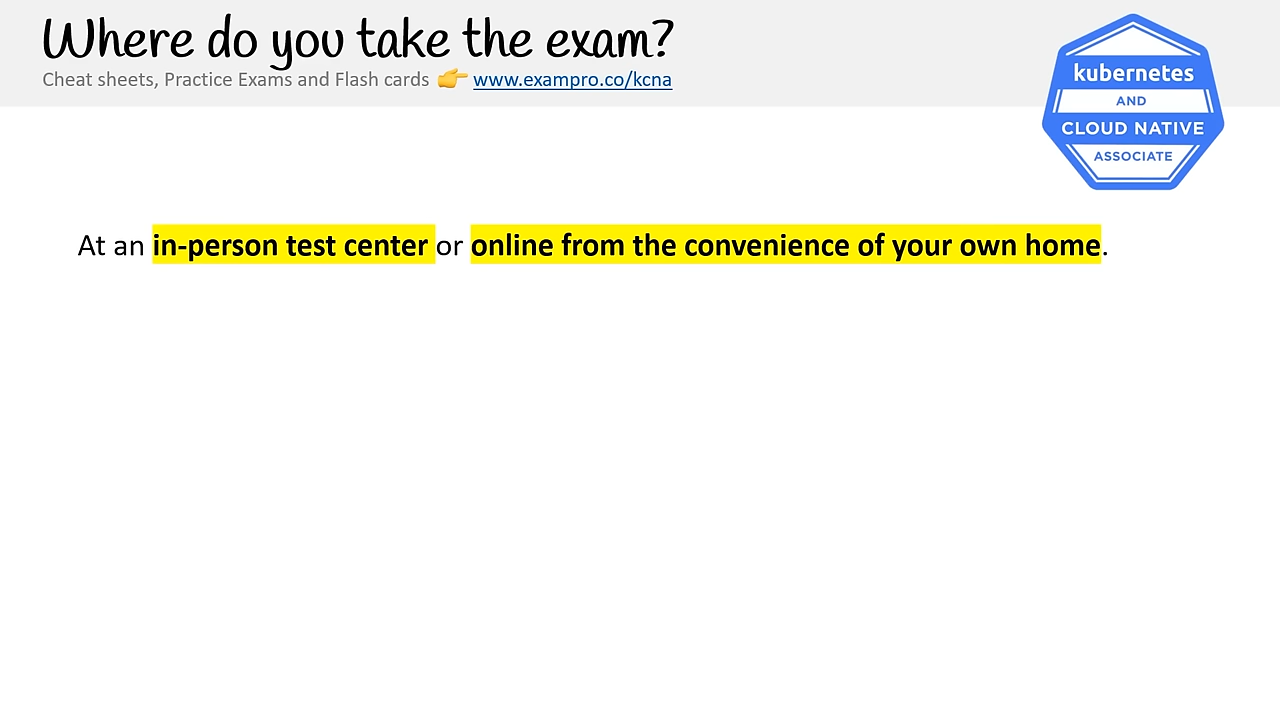 Where do you take the exam?
Cheat sheets, Practice Exams and Flash cards 👉 www.exampro.co/kcna
kubernetes
AND
CLOUD NATIVE
ASSOCIATE
At an in-person test center or online from the convenience of your own home.